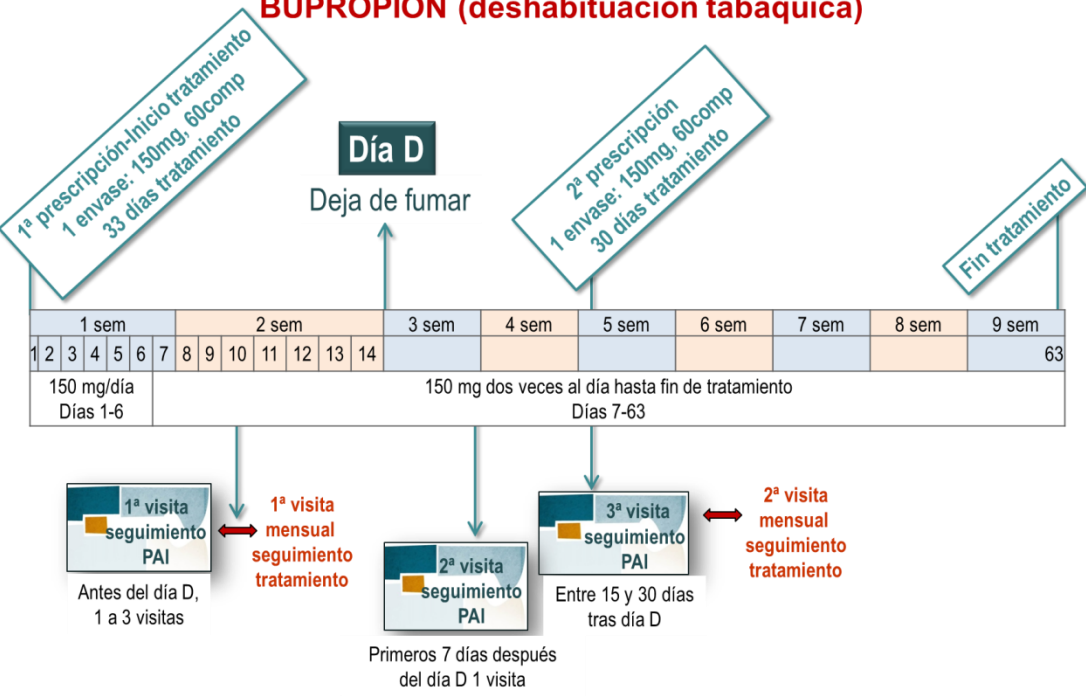 BUPROPION (deshabituación tabáquica)
1ª prescripción-Inicio tratamiento
1 envase: 150mg, 60comp
33 días tratamiento
Día D
Deja de fumar
2ª prescripción
1 envase: 150mg, 60comp
30 días tratamiento
Fin tratamiento
1 sem 2 sem 3 sem 4 sem 5 sem 6 sem 7 sem 8 sem 9 sem
1 2 3 4 5 6 7 8 9 10 11 12 13 14 63
150 mg/día
Días 1-6
150 mg dos veces al día hasta fin de tratamiento
Días 7-63
1ª visita
seguimiento
PAI
Antes del día D,
1 a 3 visitas
1ª visita
mensual
seguimiento
tratamiento
2ª visita
seguimiento
PAI
Primeros 7 días después
del día D 1 visita
3ª visita
seguimiento
PAI
Entre 15 y 30 días
tras día D
2ª visita
mensual
seguimiento
tratamiento